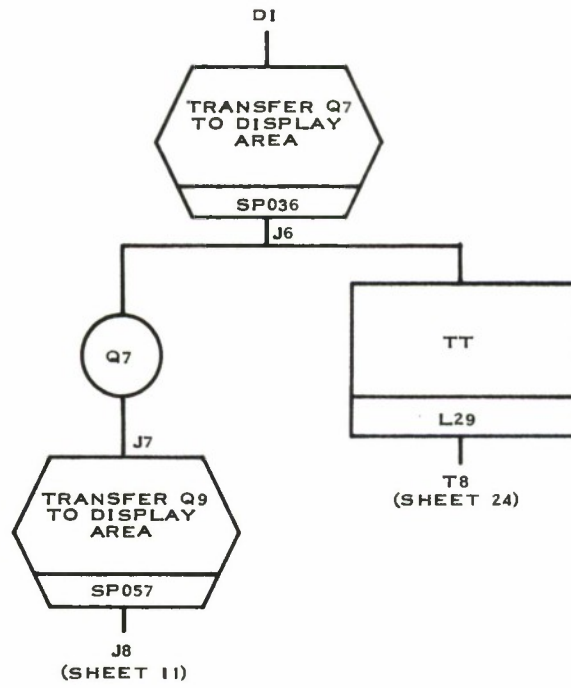 D1
TRANSFER Q7
TO DISPLAY
AREA
SP036
J6
Q7
TT
L29
J7
T8
(SHEET 24)
TRANSFER Q9
TO DISPLAY
AREA
SP057
J8
(SHEET 11)